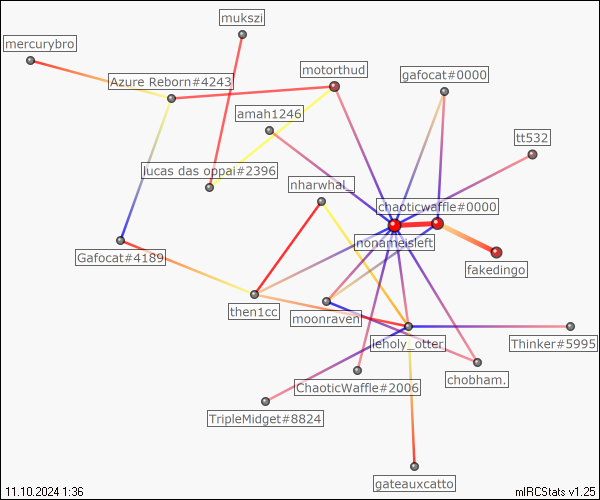 mukszi
mercurybro
motorthud
gafocat#0000
Azure Reborn#4243
amah1246
tt532
lucas das oppai#2396
nharwhal_
chaoticwaffle#0000
nonameisleft
Gafocat#4189
fakedingo
then1cc
moonraven
leholy_otter
Thinker#5995
chobham.
ChaoticWaffle#2006
TripleMidget#8824
gateauxcatto
11.10.2024 1:36
mIRCStats v1.25